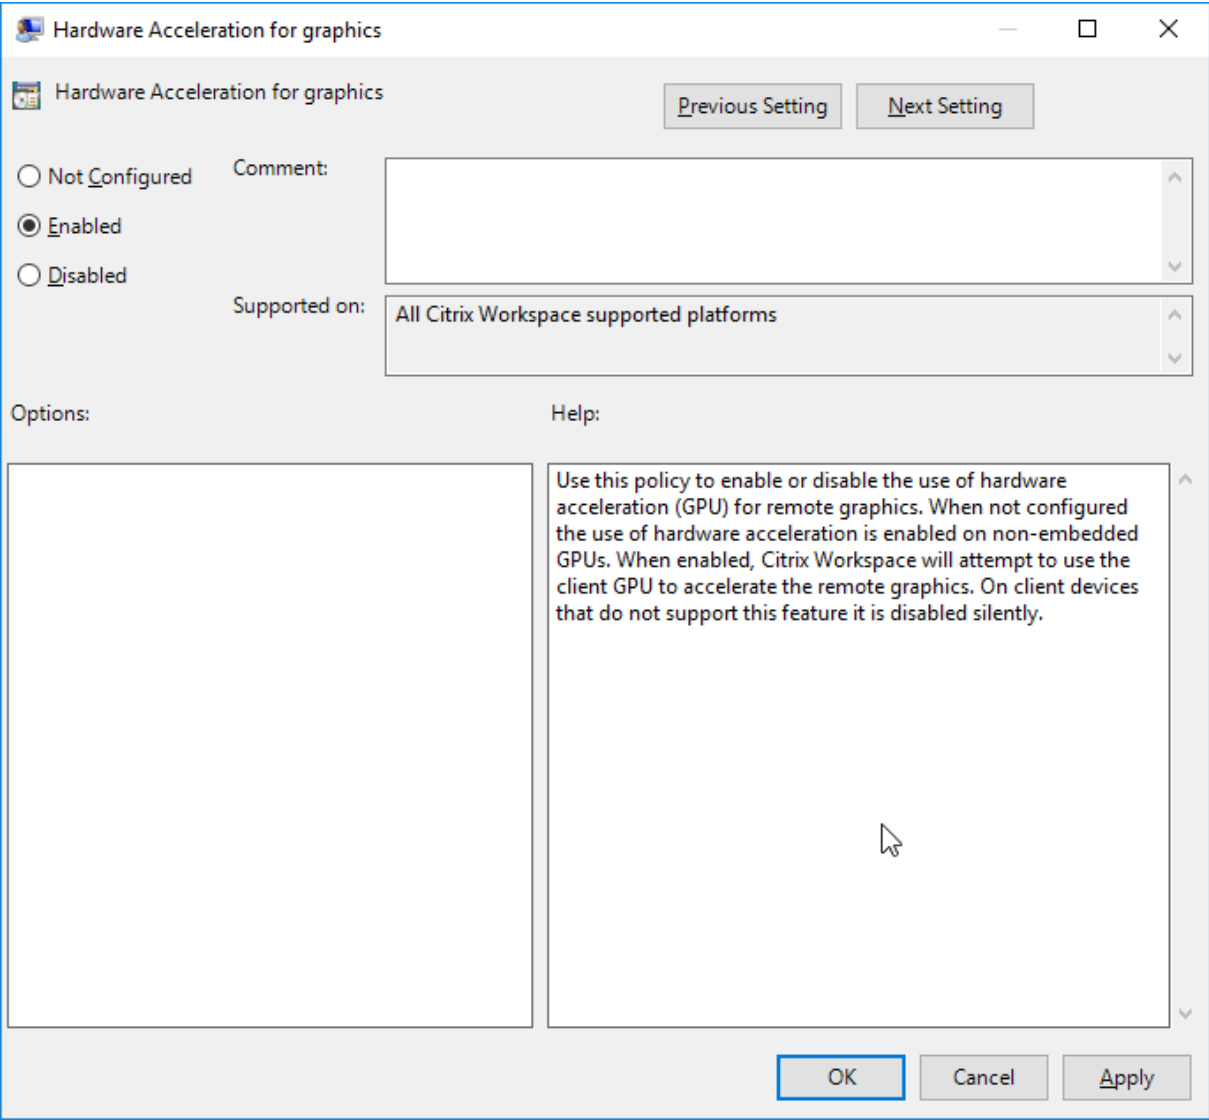 Hardware Acceleration for graphics
Hardware Acceleration for graphics
Previous Setting
Next Setting
Not Configured
Comment:
Enabled
Disabled
Supported on:
All Citrix Workspace supported platforms
Options:
Help:
Use this policy to enable or disable the use of hardware
acceleration (GPU) for remote graphics. When not configured
the use of hardware acceleration is enabled on non-embedded
GPUs. When enabled, Citrix Workspace will attempt to use the
client GPU to accelerate the remote graphics. On client devices
that do not support this feature it is disabled silently.
OK
Cancel
Apply